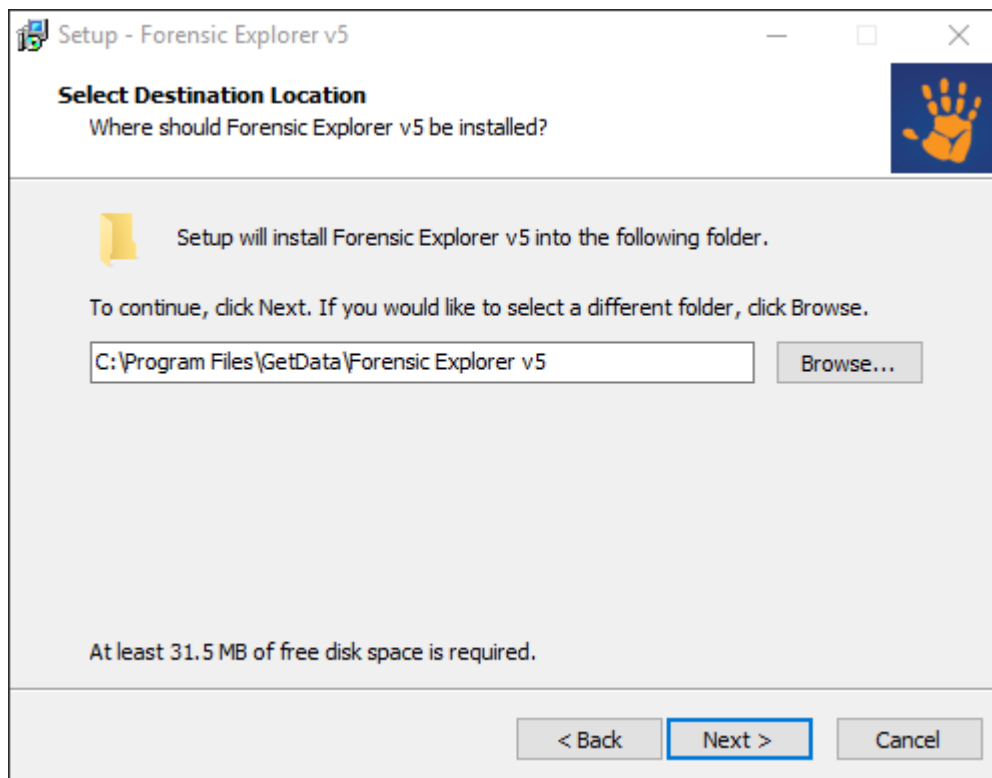 Setup - Forensic Explorer v5
Select Destination Location
Where should Forensic Explorer v5 be installed?
Setup will install Forensic Explorer v5 into the following folder.
To continue, click Next. If you would like to select a different folder, click Browse.
C:\Program Files\GetData\Forensic Explorer v5
Browse...
At least 31.5 MB of free disk space is required.
< Back
Next >
Cancel